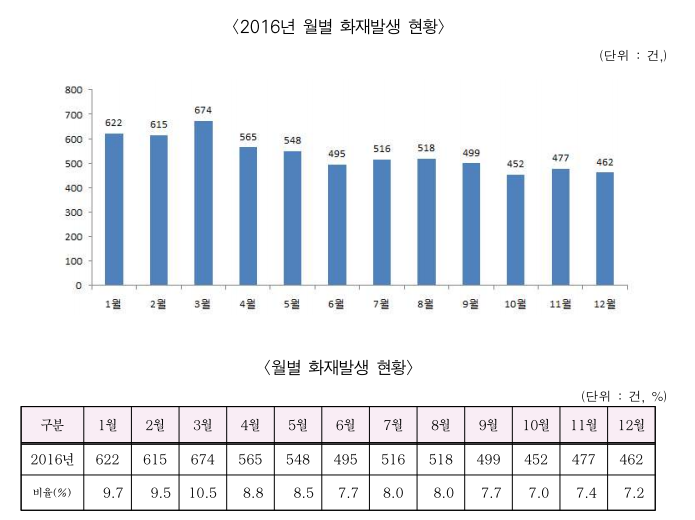 〈2016년 월별 화재발생 현황〉
(단위 : 건,)
800
700
600
500
400
300
200
100
0
622 615 674 565 548 495 516 518 499 452 477 462
1월 2월 3월 4월 5월 6월 7월 8월 9월 10월 11월 12월
〈월별 화재발생 현황〉
(단위 : 건, %)
구분 1월 2월 3월 4월 5월 6월 7월 8월 9월 10월 11월 12월
2016년 622 615 674 565 548 495 516 518 499 452 477 462
비율(%) 9.7 9.5 10.5 8.8 8.5 7.7 8.0 8.0 7.7 7.0 7.4 7.2